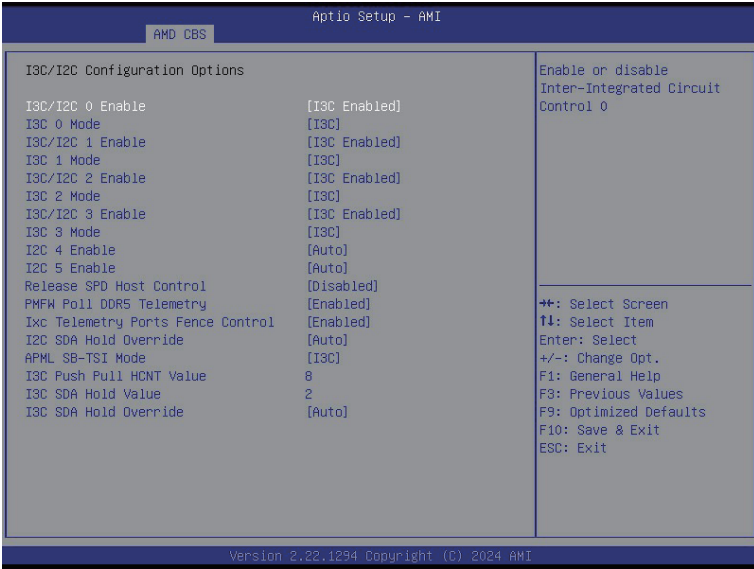 Aptio Setup - AMI
AMD CBS
I3C/I2C Configuration Options
I3C/I2C 0 Enable [I3C Enabled]
I3C 0 Mode [I3C]
I3C/I2C 1 Enable [I3C Enabled]
I3C 1 Mode [I3C]
I3C/I2C 2 Enable [I3C Enabled]
I3C 2 Mode [I3C]
I3C/I2C 3 Enable [I3C Enabled]
I3C 3 Mode [I3C]
I2C 4 Enable [Auto]
I2C 5 Enable [Auto]
Release SPD Host Control [Disabled]
PMFW Poll DDR5 Telemetry [Enabled]
Ixc Telemetry Ports Fence Control [Enabled]
I2C SDA Hold Override [Auto]
APML SB-TSI Mode [I3C]
I3C Push Pull HCNT Value 8
I3C SDA Hold Value 2
I3C SDA Hold Override [Auto]
Enable or disable
Inter-Integrated Circuit
Control 0
→←: Select Screen
↑↓: Select Item
Enter: Select
+/-: Change Opt.
F1: General Help
F3: Previous Values
F9: Optimized Defaults
F10: Save & Exit
ESC: Exit
Version 2.22.1294 Copyright (C) 2024 AMI